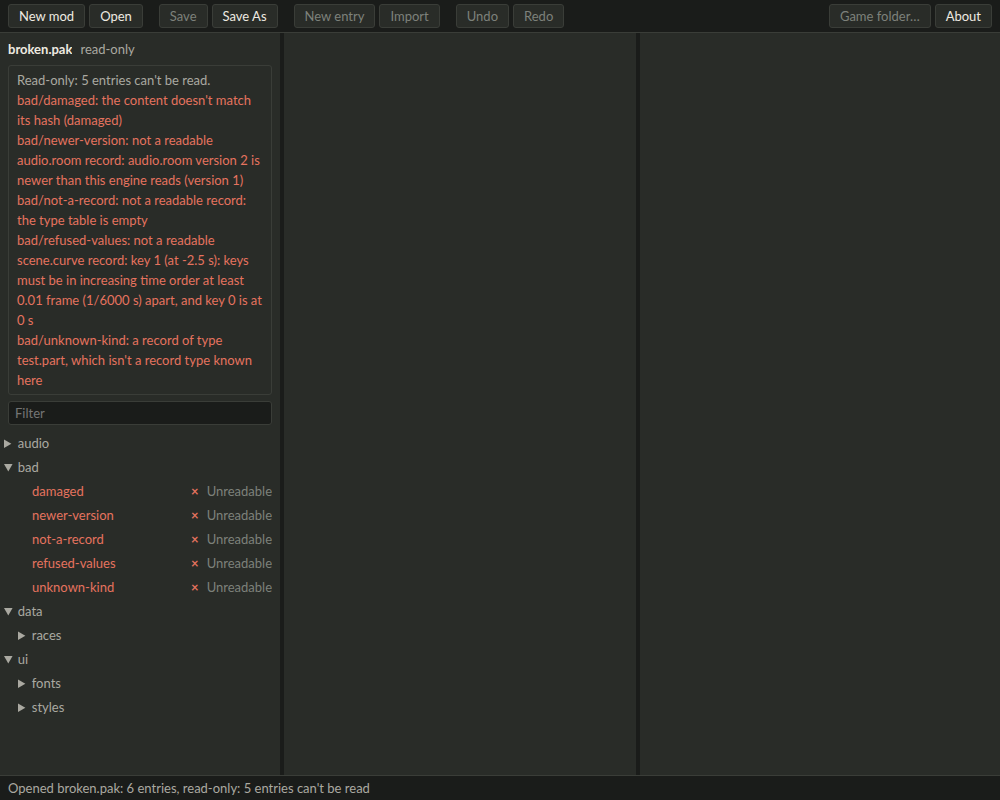 New mod Open Save Save As New entry Import Undo Redo Game folder... About
broken.pak read-only
Read-only: 5 entries can't be read.
bad/damaged: the content doesn't match
its hash (damaged)
bad/newer-version: not a readable
audio.room record: audio.room version 2 is
newer than this engine reads (version 1)
bad/not-a-record: not a readable record:
the type table is empty
bad/refused-values: not a readable
scene.curve record: key 1 (at -2.5 s): keys
must be in increasing time order at least
0.01 frame (1/6000 s) apart, and key 0 is at
0 s
bad/unknown-kind: a record of type
test.part, which isn't a record type known
here
Filter
audio
bad
damaged × Unreadable
newer-version × Unreadable
not-a-record × Unreadable
refused-values × Unreadable
unknown-kind × Unreadable
data
races
ui
fonts
styles
Opened broken.pak: 6 entries, read-only: 5 entries can't be read